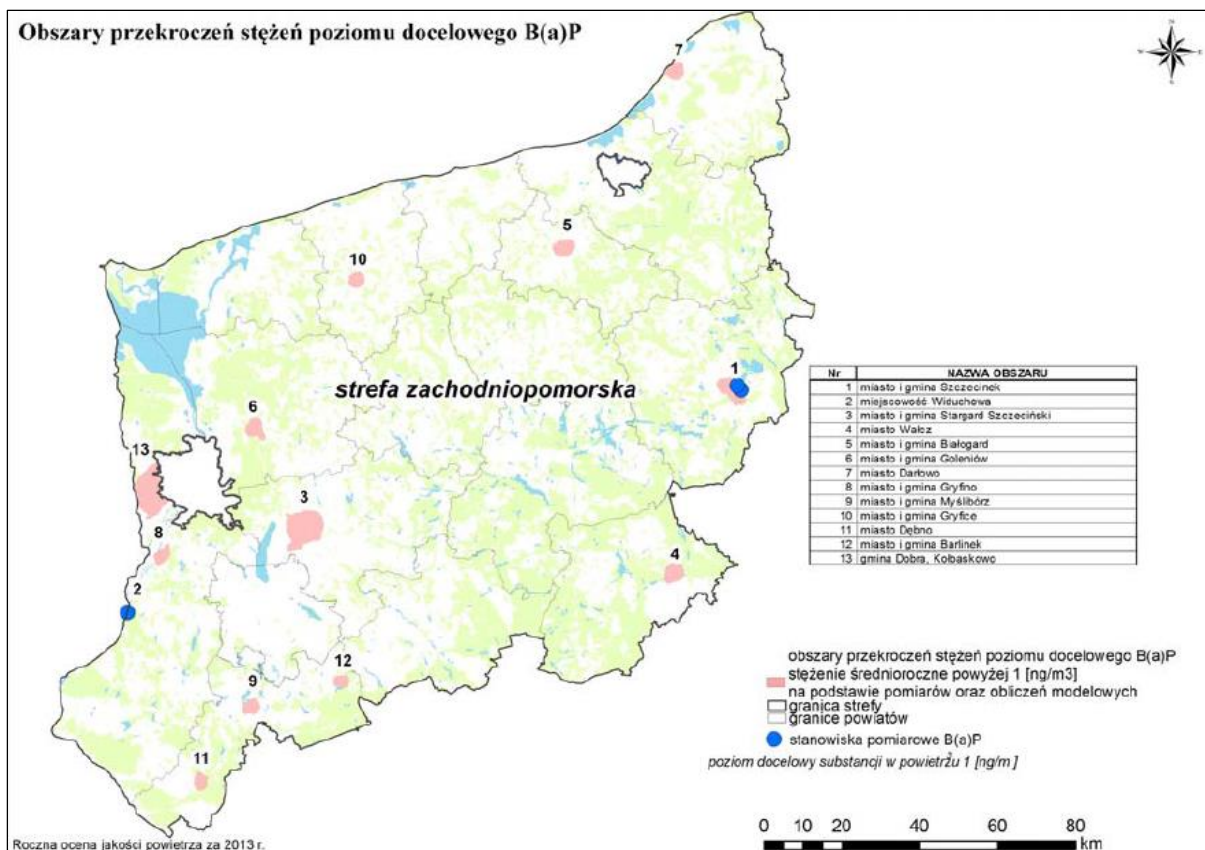 Obszary przekroczeń stężeń poziomu docelowego B(a)P
N
W
E
S
7
5
10
1
strefa zachodniopomorska
6
13
3
8
4
2
12
9
11
Nr NAZWA OBSZARU
1 miasto i gmina Szczecinek
2 miejscowość Widuchowa
3 miasto i gmina Stargard Szczeciński
4 miasto Wałcz
5 miasto i gmina Białogard
6 miasto i gmina Goleniów
7 miasto Darłowo
8 miasto i gmina Gryfino
9 miasto i gmina Myślibórz
10 miasto i gmina Gryfice
11 miasto Dębno
12 miasto i gmina Barlinek
13 gmina Dobra, Kołbaskowo
obszary przekroczeń stężeń poziomu docelowego B(a)P
stężenie średnioroczne powyżej 1 [ng/m3]
na podstawie pomiarów oraz obliczeń modelowych
granica strefy
granice powiatów
stanowiska pomiarowe B(a)P
poziom docelowy substancji w powietrzu 1 [ng/m³]
0 10 20 40 60 80
km
Roczna ocena jakości powietrza za 2013 r.